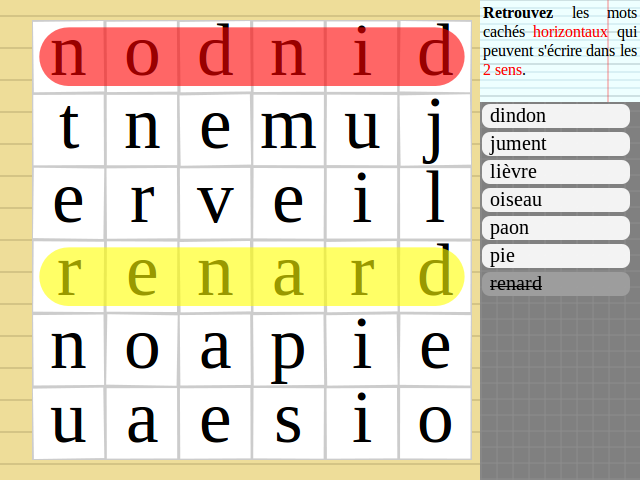 n o d n i d
t n e m u j
e r v e i l
r e n a r d
n o a p i e
u a e s i o
Retrouvez les mots
cachés horizontaux qui
peuvent s'écrire dans les
2 sens.
dindon
jument
lièvre
oiseau
paon
pie
renard